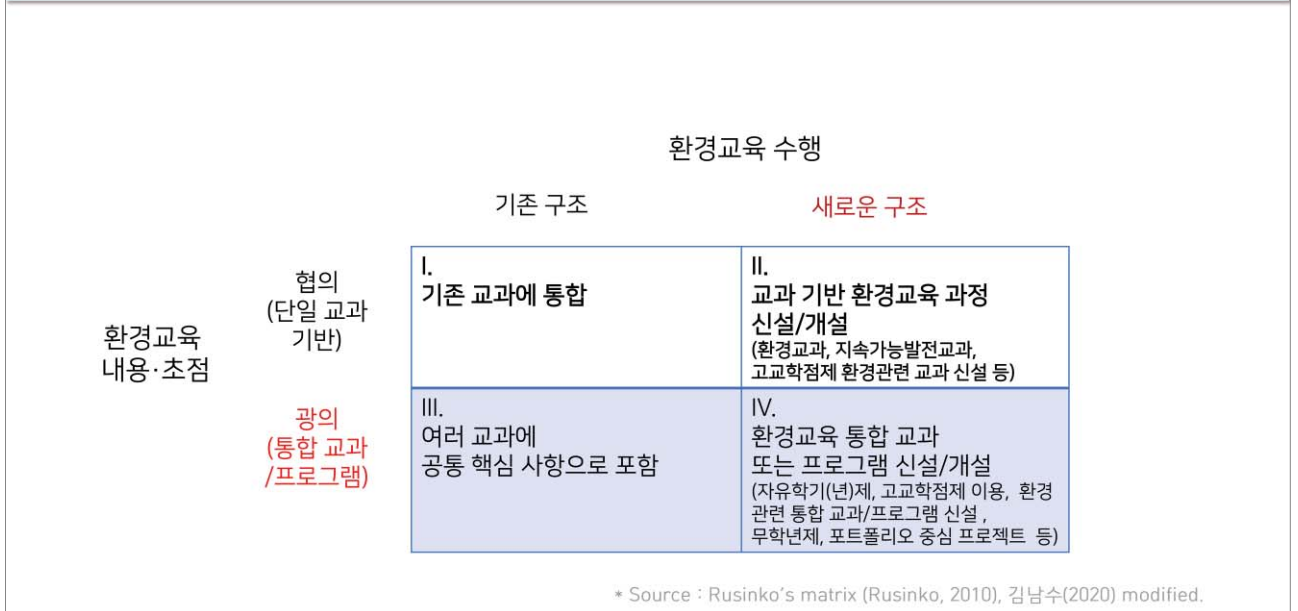 환경교육 수행
기존 구조
새로운 구조
환경교육
내용·초점
협의
(단일 교과
기반)
I.
기존 교과에 통합
II.
교과 기반 환경교육 과정
신설/개설
(환경교과, 지속가능발전교과,
고교학점제 환경관련 교과 신설 등)
광의
(통합 교과
/프로그램)
III.
여러 교과에
공통 핵심 사항으로 포함
IV.
환경교육 통합 교과
또는 프로그램 신설/개설
(자유학기(년)제, 고교학점제 이용, 환경
관련 통합 교과/프로그램 신설 ,
무학년제, 포트폴리오 중심 프로젝트 등)
* Source : Rusinko's matrix (Rusinko, 2010), 김남수(2020) modified.